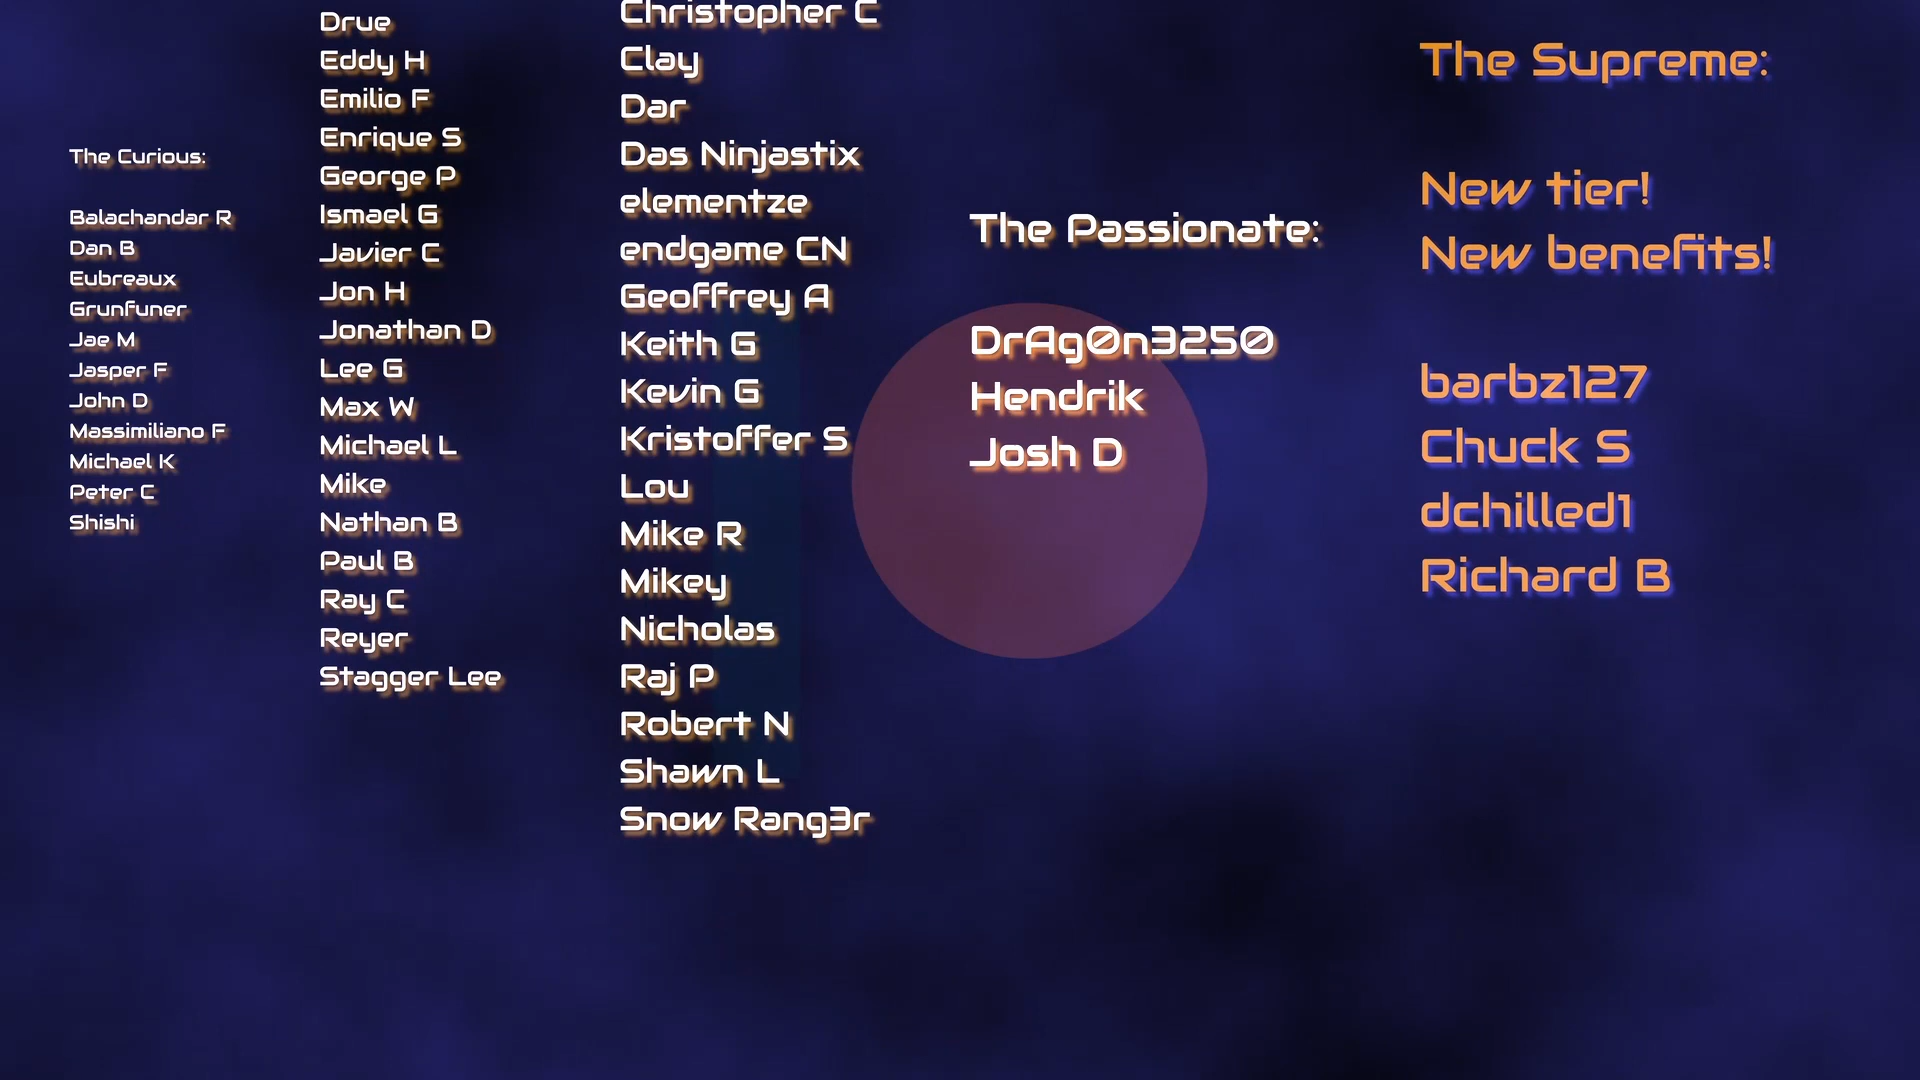 The Curious:
Balachandar R
Dan B
Eubreaux
Grunfuner
Jae M
Jasper F
John D
Massimiliano F
Michael K
Peter C
Shishi
Drue
Eddy H
Emilio F
Enrique S
George P
Ismael G
Javier C
Jon H
Jonathan D
Lee G
Max W
Michael L
Mike
Nathan B
Paul B
Ray C
Reyer
Stagger Lee
Christopher C
Clay
Dar
Das Ninjastix
elementze
endgame CN
Geoffrey A
Keith G
Kevin G
Kristoffer S
Lou
Mike R
Mikey
Nicholas
Raj P
Robert N
Shawn L
Snow Rang3r
The Passionate:
DrAg0n3250
Hendrik
Josh D
The Supreme:
New tier!
New benefits!
barbz127
Chuck S
dchilled1
Richard B